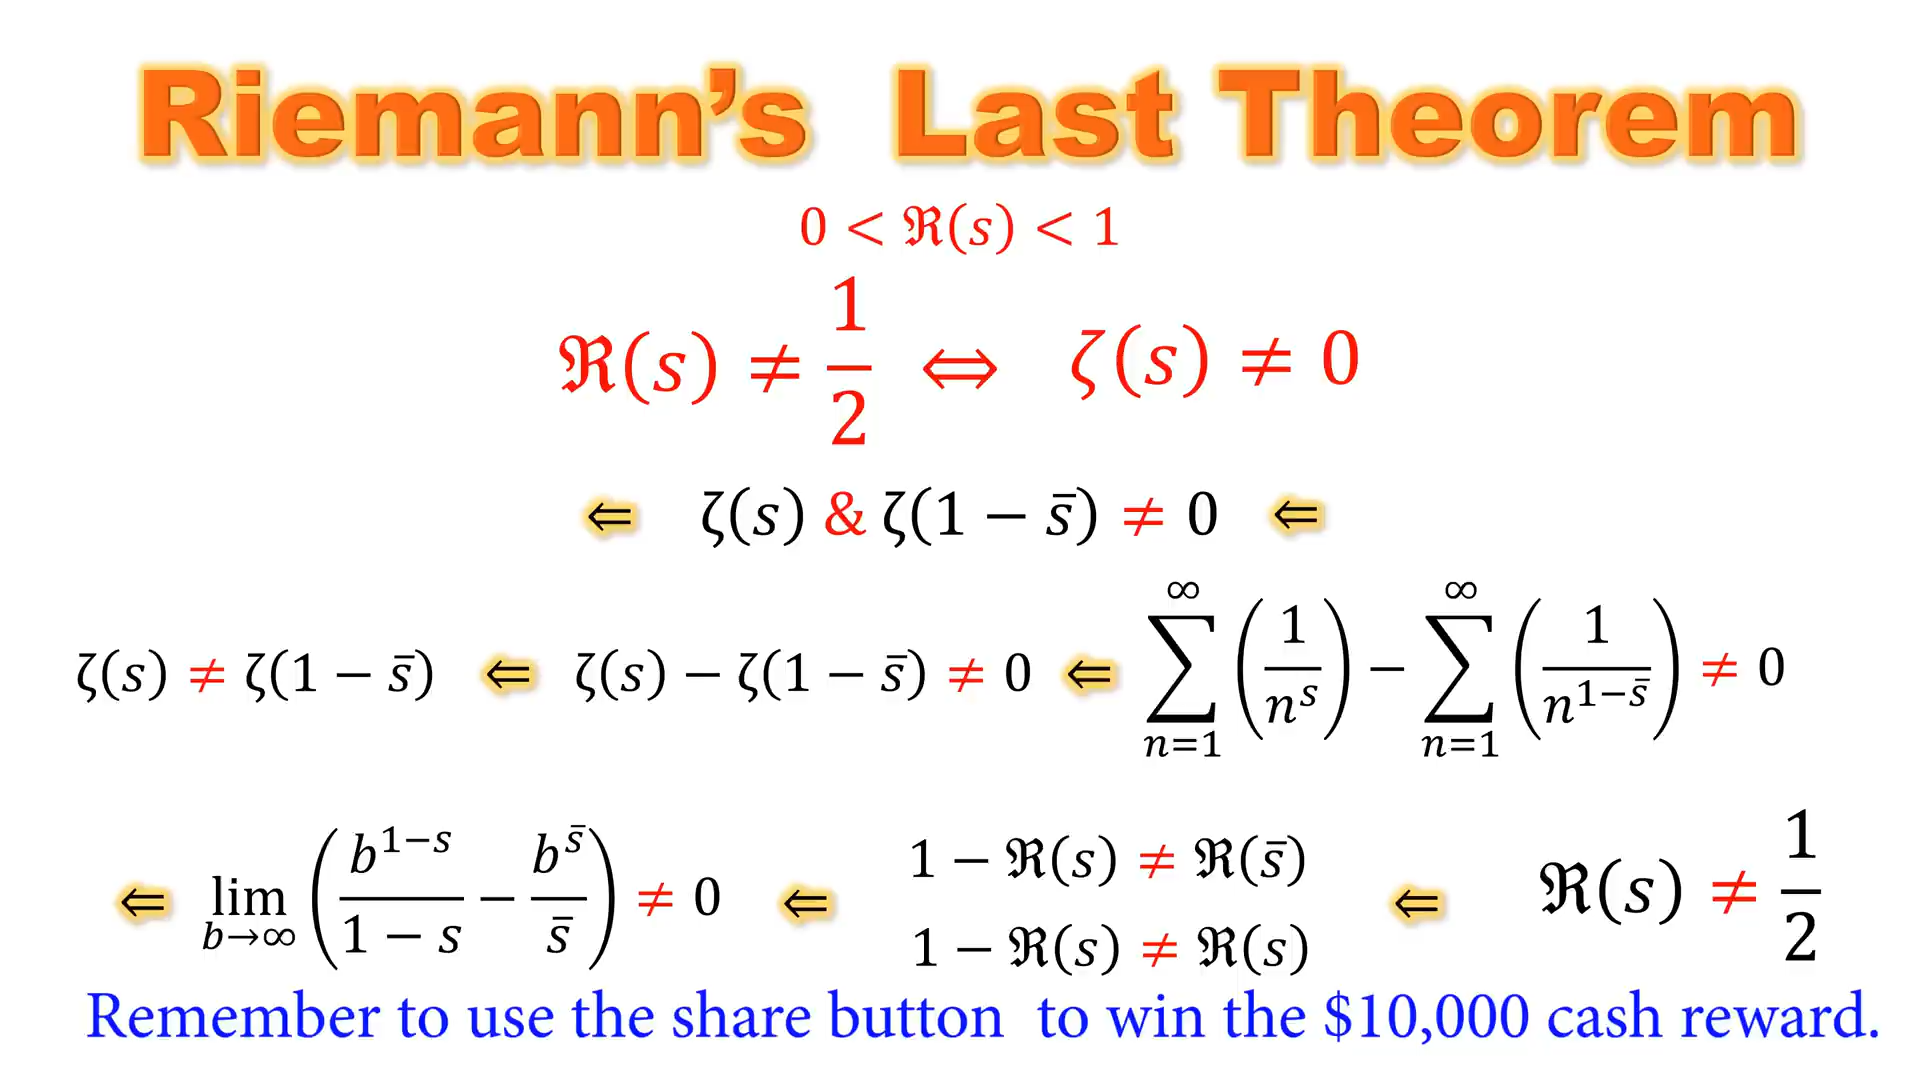 Riemann’s Last Theorem
0 < ℜ(s) < 1
ℜ(s) ≠ 1/2 ⇔ ζ(s) ≠ 0
⇐ ζ(s) & ζ(1 − s̄) ≠ 0 ⇐
ζ(s) ≠ ζ(1 − s̄) ⇐ ζ(s) − ζ(1 − s̄) ≠ 0 ⇐ ∑_{n=1}^{∞} (1/n^s) − ∑_{n=1}^{∞} (1/n^{1−s̄}) ≠ 0
⇐ lim_{b→∞} (b^{1−s}/(1 − s) − b^{s̄}/s̄) ≠ 0 ⇐ 1 − ℜ(s) ≠ ℜ(s̄) ⇐ ℜ(s) ≠ 1/2
1 − ℜ(s) ≠ ℜ(s)
Remember to use the share button to win the $10,000 cash reward.